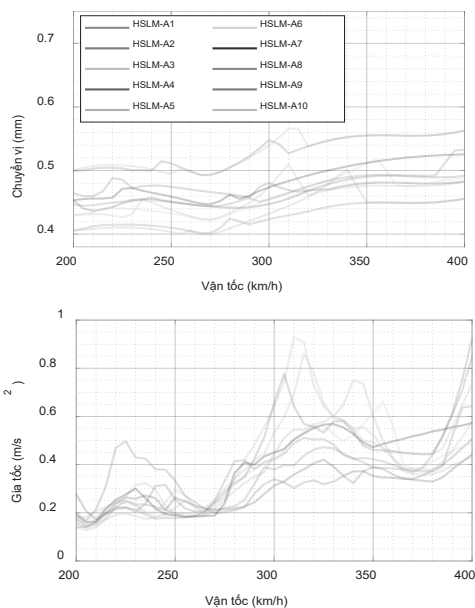 0.7
0.6
0.5
0.4
Chuyển vị (mm)
HSLM-A1
HSLM-A2
HSLM-A3
HSLM-A4
HSLM-A5
HSLM-A6
HSLM-A7
HSLM-A8
HSLM-A9
HSLM-A10
200 250 300 350 400
Vận tốc (km/h)
1
0.8
0.6
0.4
0.2
0
Gia tốc (m/s
2
)
200 250 300 350 400
Vận tốc (km/h)